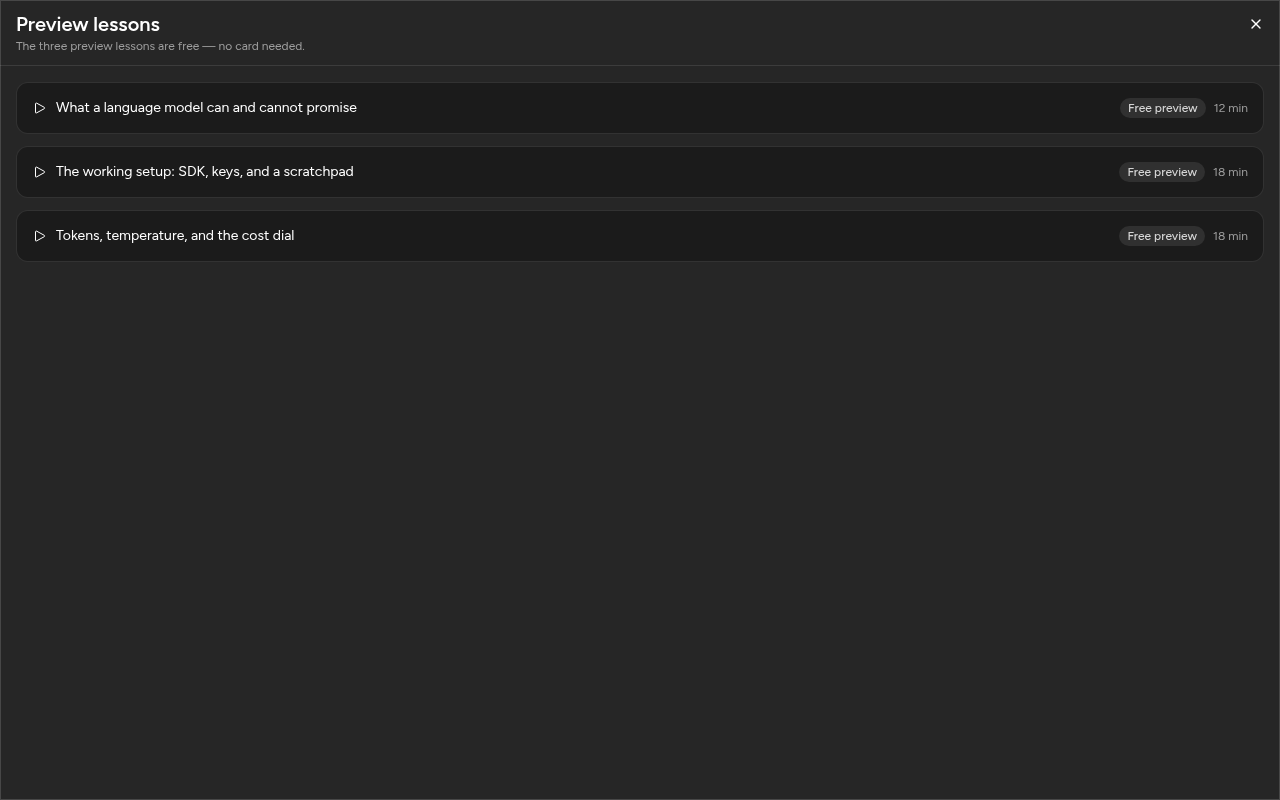 Preview lessons
The three preview lessons are free — no card needed.
What a language model can and cannot promise
Free preview
12 min
The working setup: SDK, keys, and a scratchpad
Free preview
18 min
Tokens, temperature, and the cost dial
Free preview
18 min